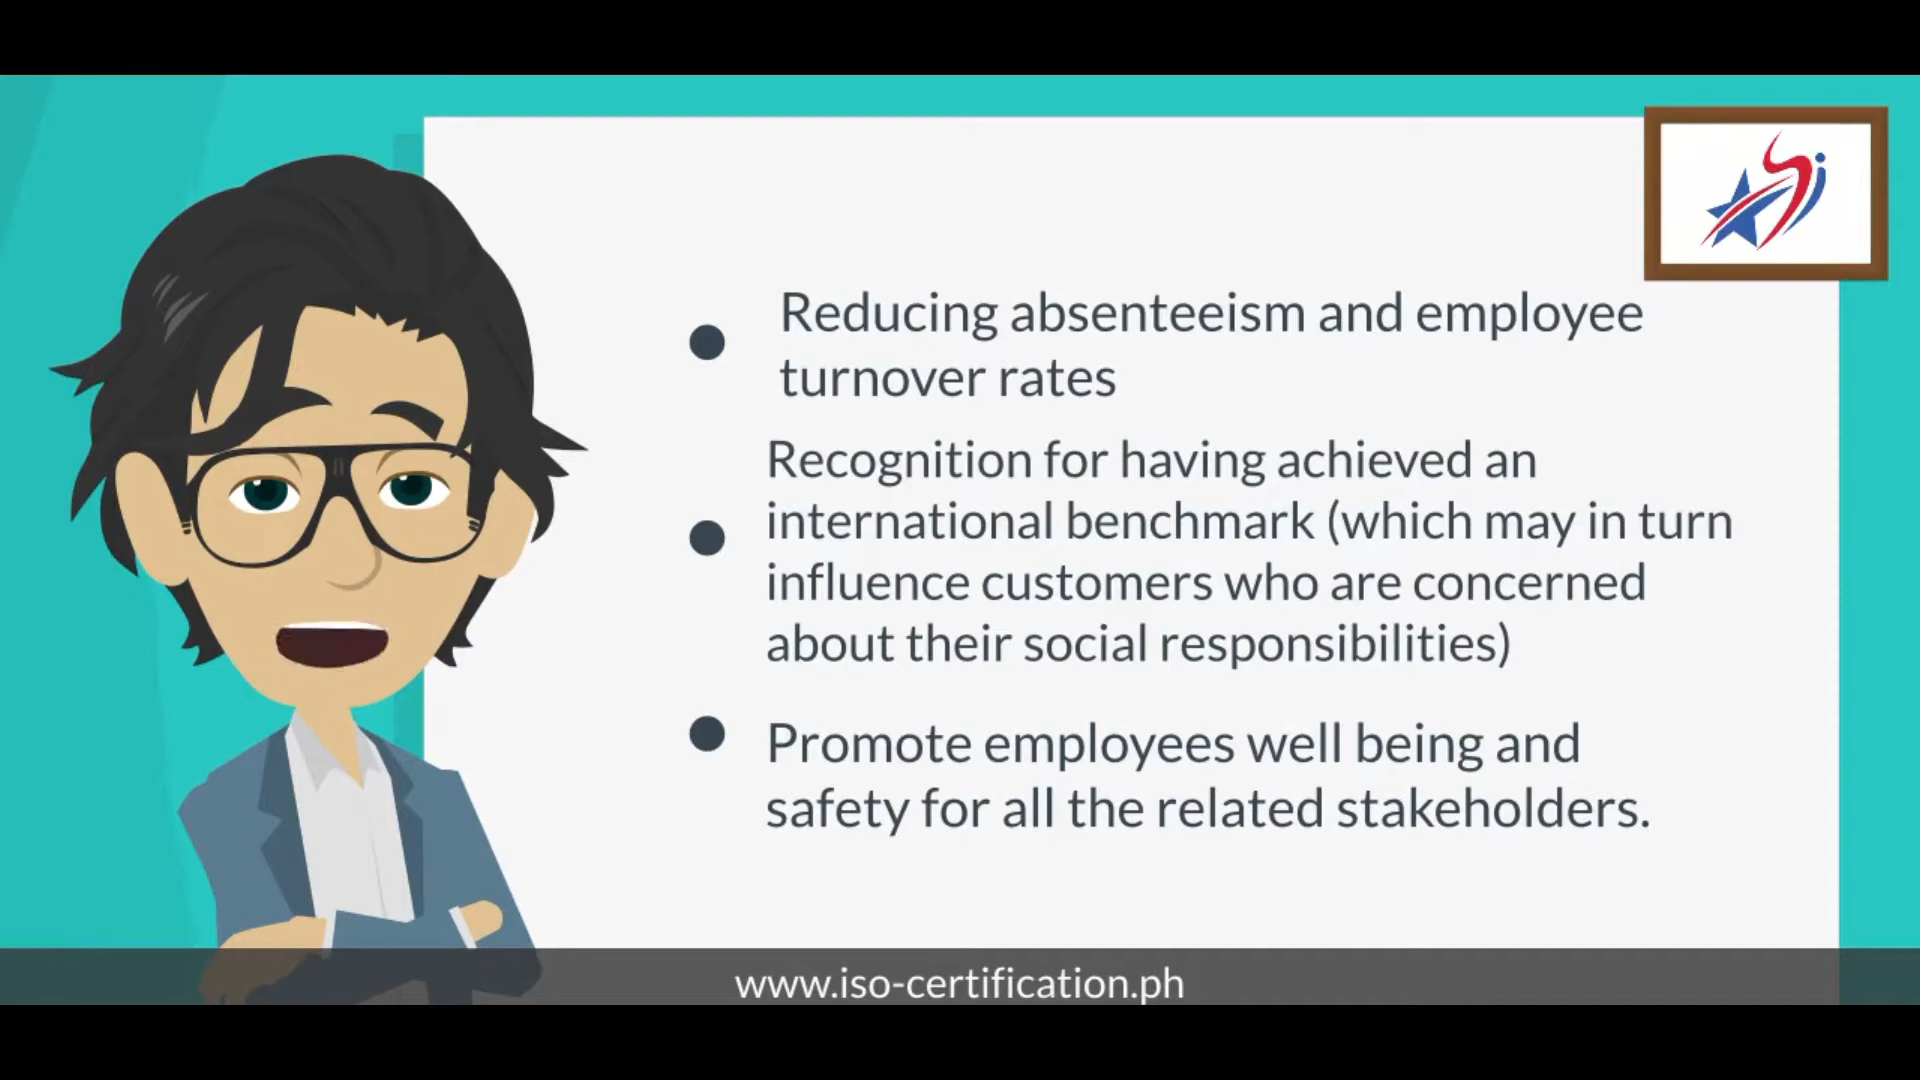 Reducing absenteeism and employee
turnover rates
Recognition for having achieved an
international benchmark (which may in turn
influence customers who are concerned
about their social responsibilities)
Promote employees well being and
safety for all the related stakeholders.
www.iso-certification.ph